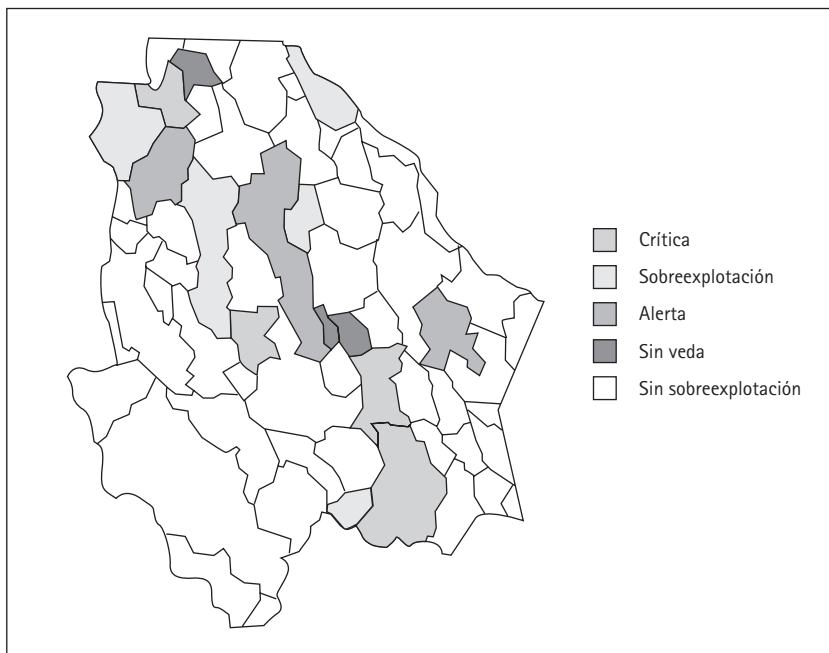 Crítica
Sobreexplotación
Alerta
Sin veda
Sin sobreexplotación